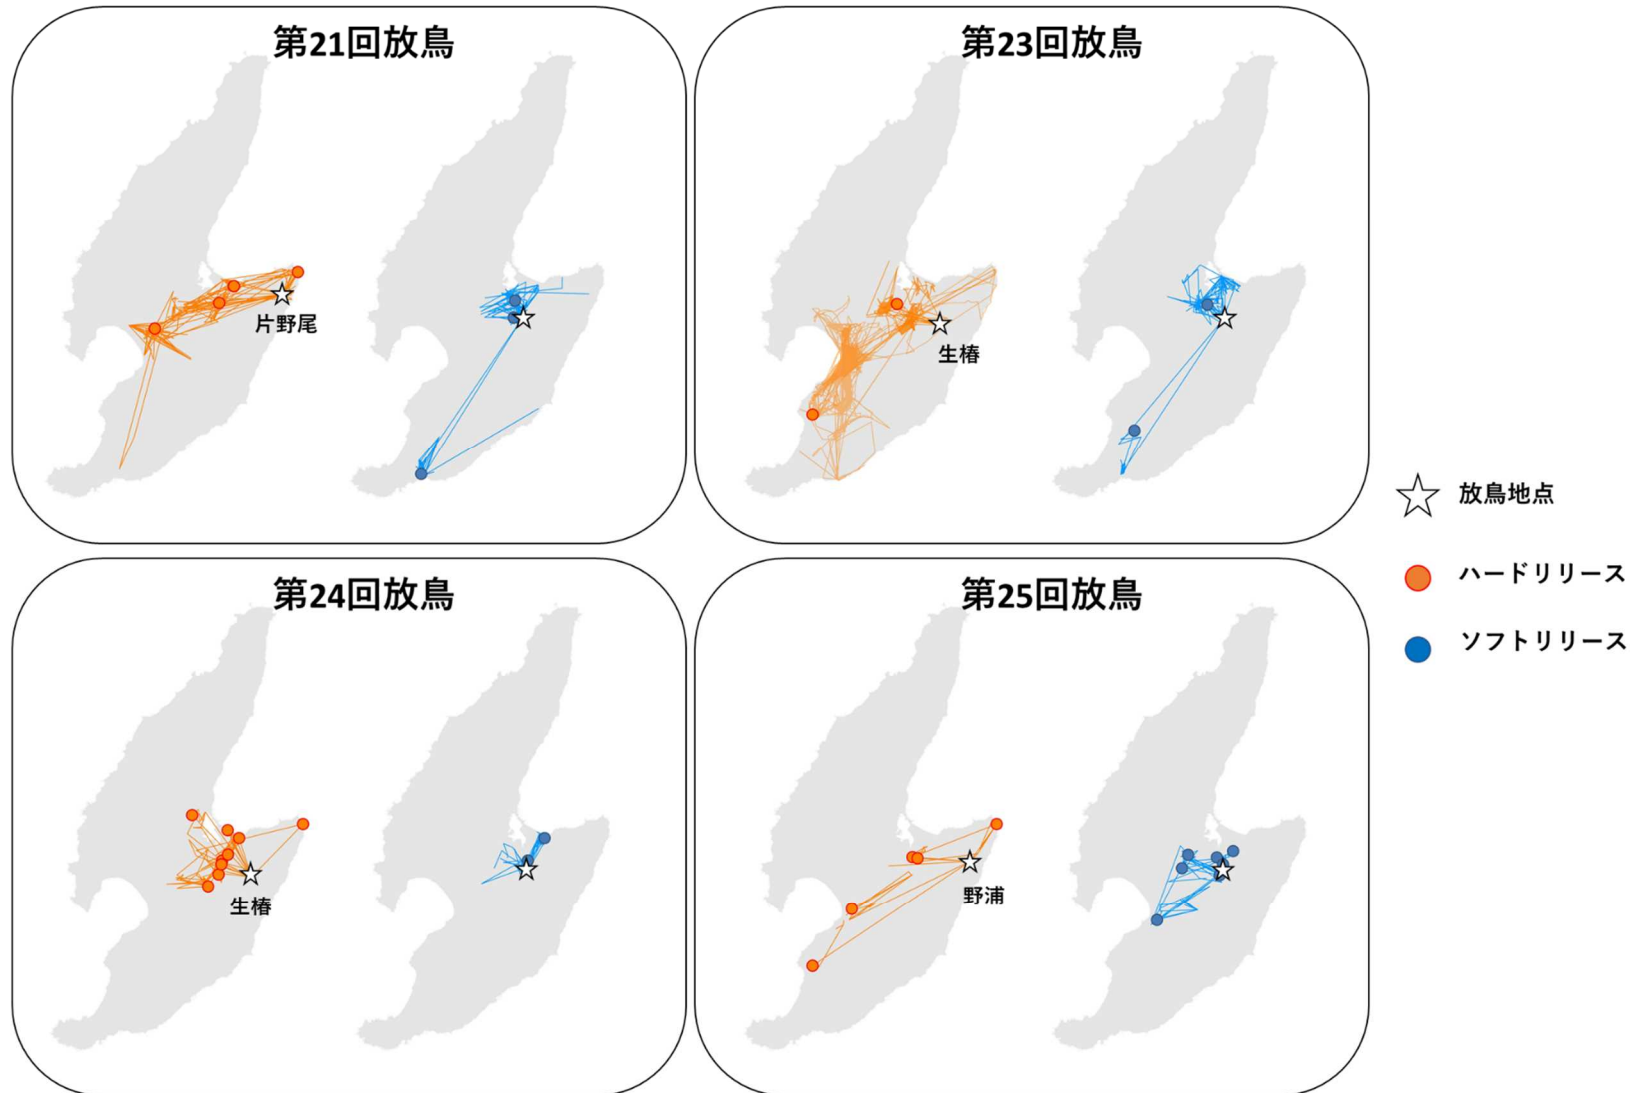 第21回放鳥
片野尾
第23回放鳥
生椿
放鳥地点
ハードリリース
ソフトリリース
第24回放鳥
生椿
第25回放鳥
野浦